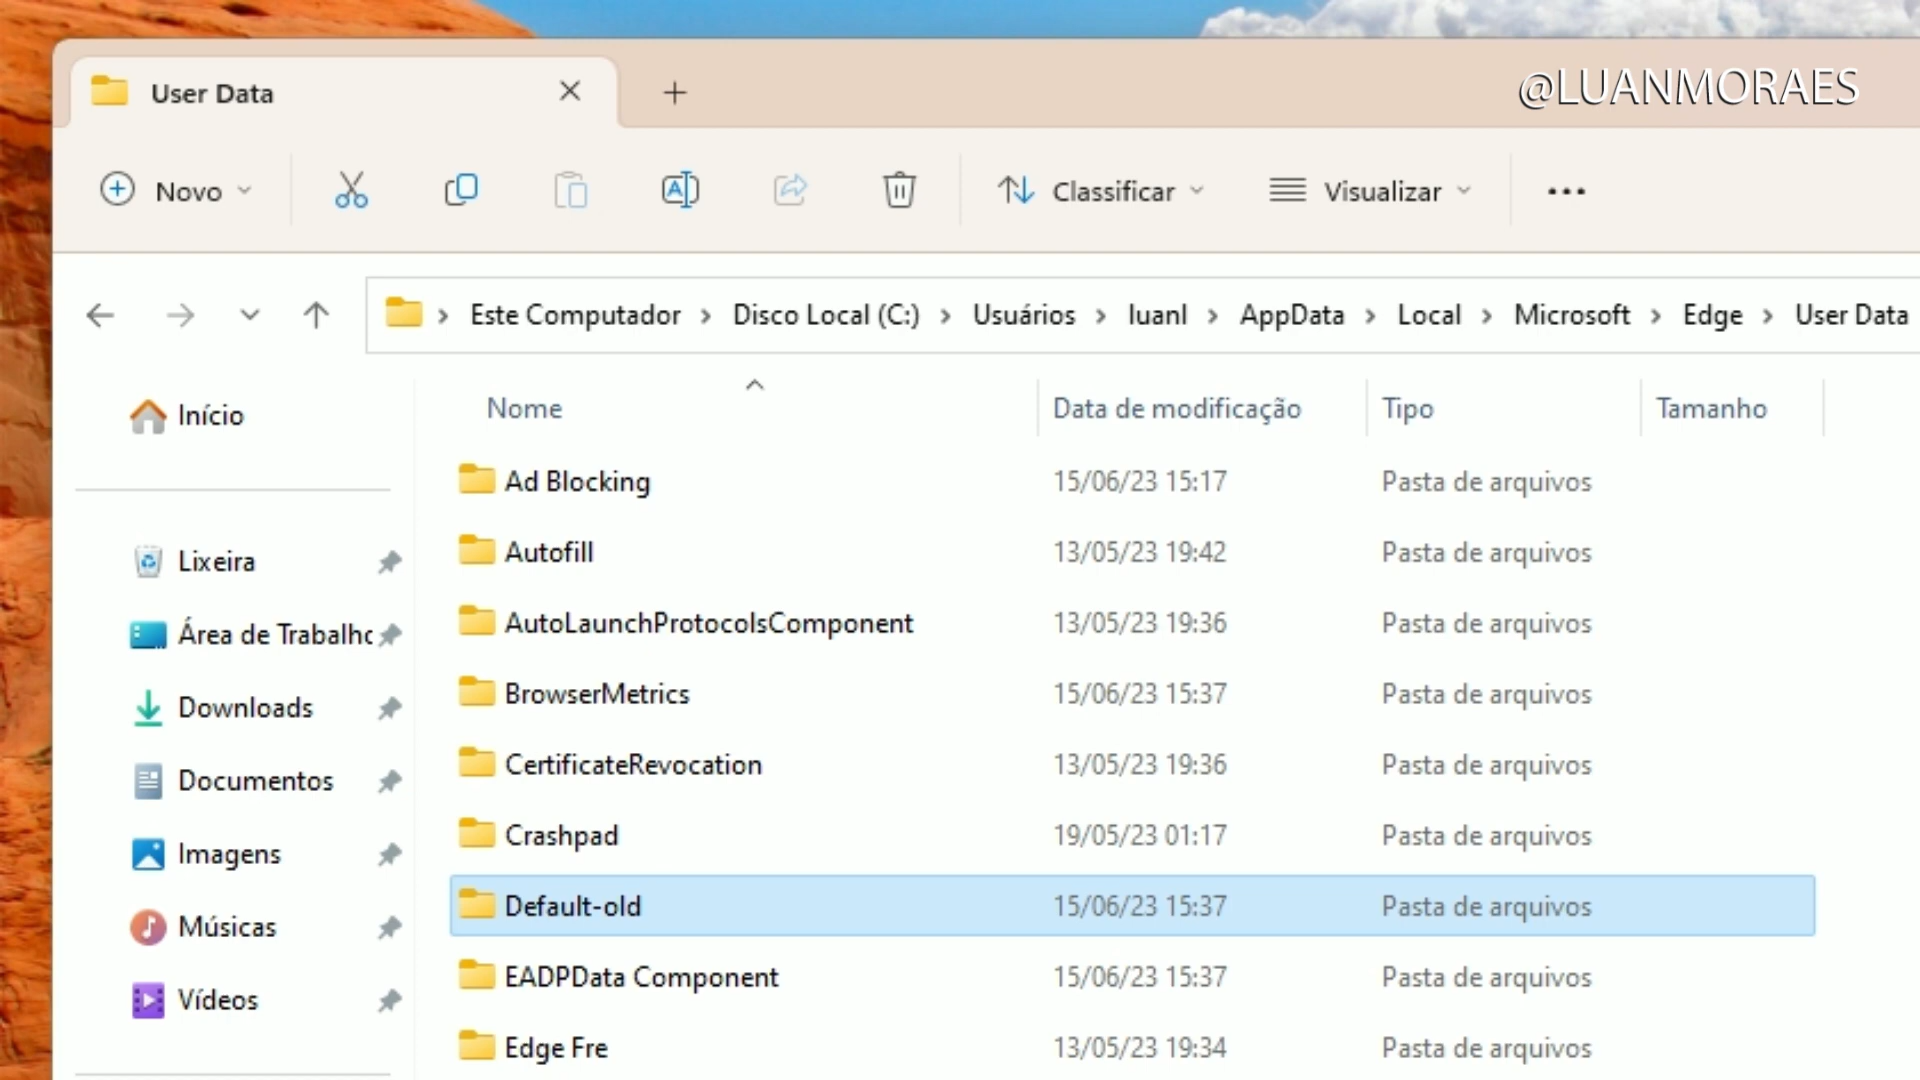 User Data
@LUANMORAES
Novo
Classificar
Visualizar
Este Computador > Disco Local (C:) > Usuários > luanl > AppData > Local > Microsoft > Edge > User Data
Início
Lixeira
Área de Trabalho
Downloads
Documentos
Imagens
Músicas
Vídeos
Nome Data de modificação Tipo Tamanho
Ad Blocking 15/06/23 15:17 Pasta de arquivos
Autofill 13/05/23 19:42 Pasta de arquivos
AutoLaunchProtocolsComponent 13/05/23 19:36 Pasta de arquivos
BrowserMetrics 15/06/23 15:37 Pasta de arquivos
CertificateRevocation 13/05/23 19:36 Pasta de arquivos
Crashpad 19/05/23 01:17 Pasta de arquivos
Default-old 15/06/23 15:37 Pasta de arquivos
EADPData Component 15/06/23 15:37 Pasta de arquivos
Edge Fre 13/05/23 19:34 Pasta de arquivos